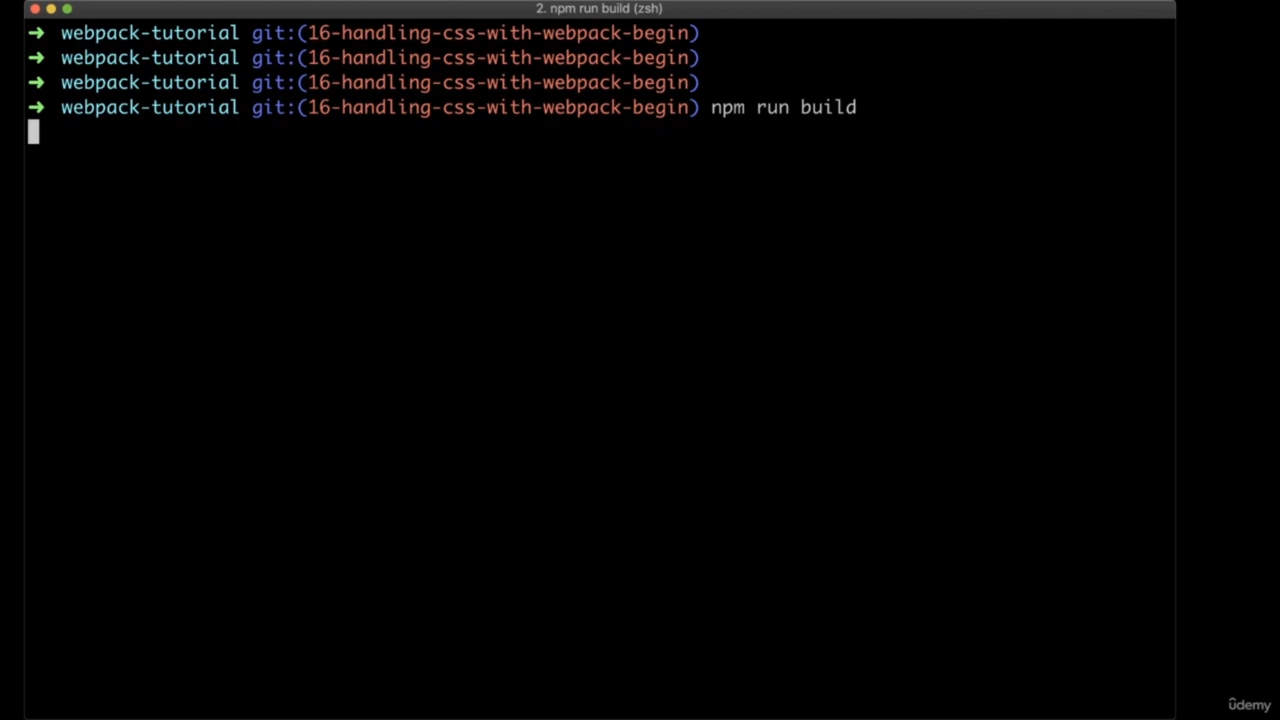 2. npm run build (zsh)
➜ webpack-tutorial git:(16-handling-css-with-webpack-begin)
➜ webpack-tutorial git:(16-handling-css-with-webpack-begin)
➜ webpack-tutorial git:(16-handling-css-with-webpack-begin)
➜ webpack-tutorial git:(16-handling-css-with-webpack-begin) npm run build
ûdemy